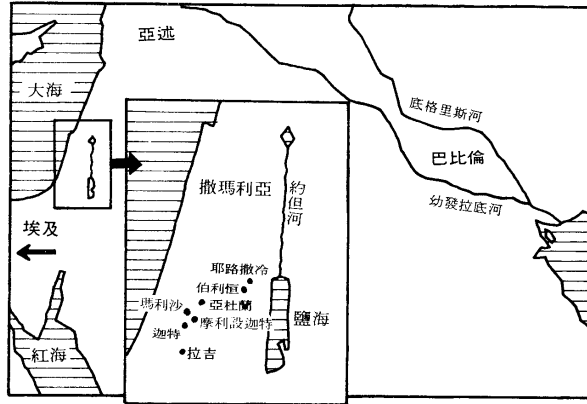 亞述
大海
底格里斯河
巴比倫
幼發拉底河
撒瑪利亞
約但河
埃及
耶路撒冷
伯利恒
亞杜蘭
瑪利沙
摩利設迦特
迦特
鹽海
拉吉
紅海